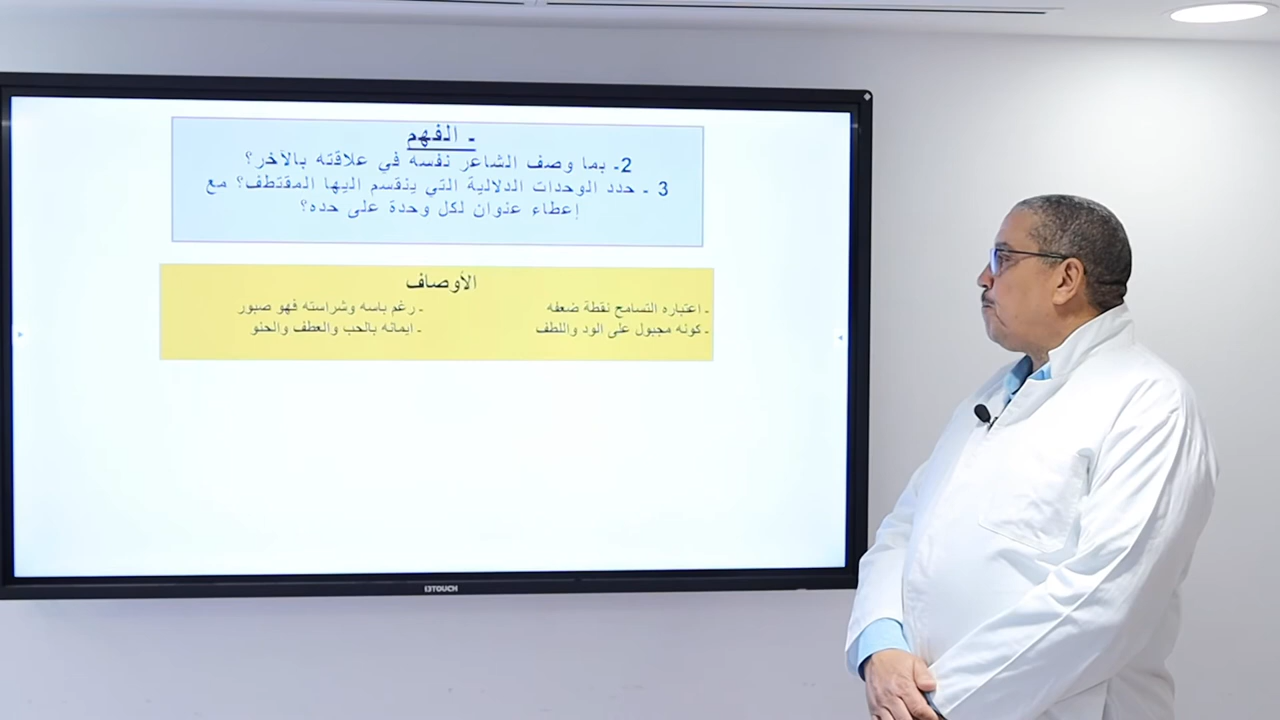 ـ الفهم
2ـ بما وصف الشاعر نفسه في علاقته بالآخر؟
3 ـ حدد الوحدات الدلالية التي ينقسم اليها المقتطف؟ مع
إعطاء عنوان لكل وحدة على حده؟
الأوصاف
ـ اعتباره التسامح نقطة ضعفه
ـ رغم باسه وشراسته فهو صبور
ـ كونه مجبول على الود واللطف
ـ ايمانه بالحب والعطف والحنو
i3TOUCH